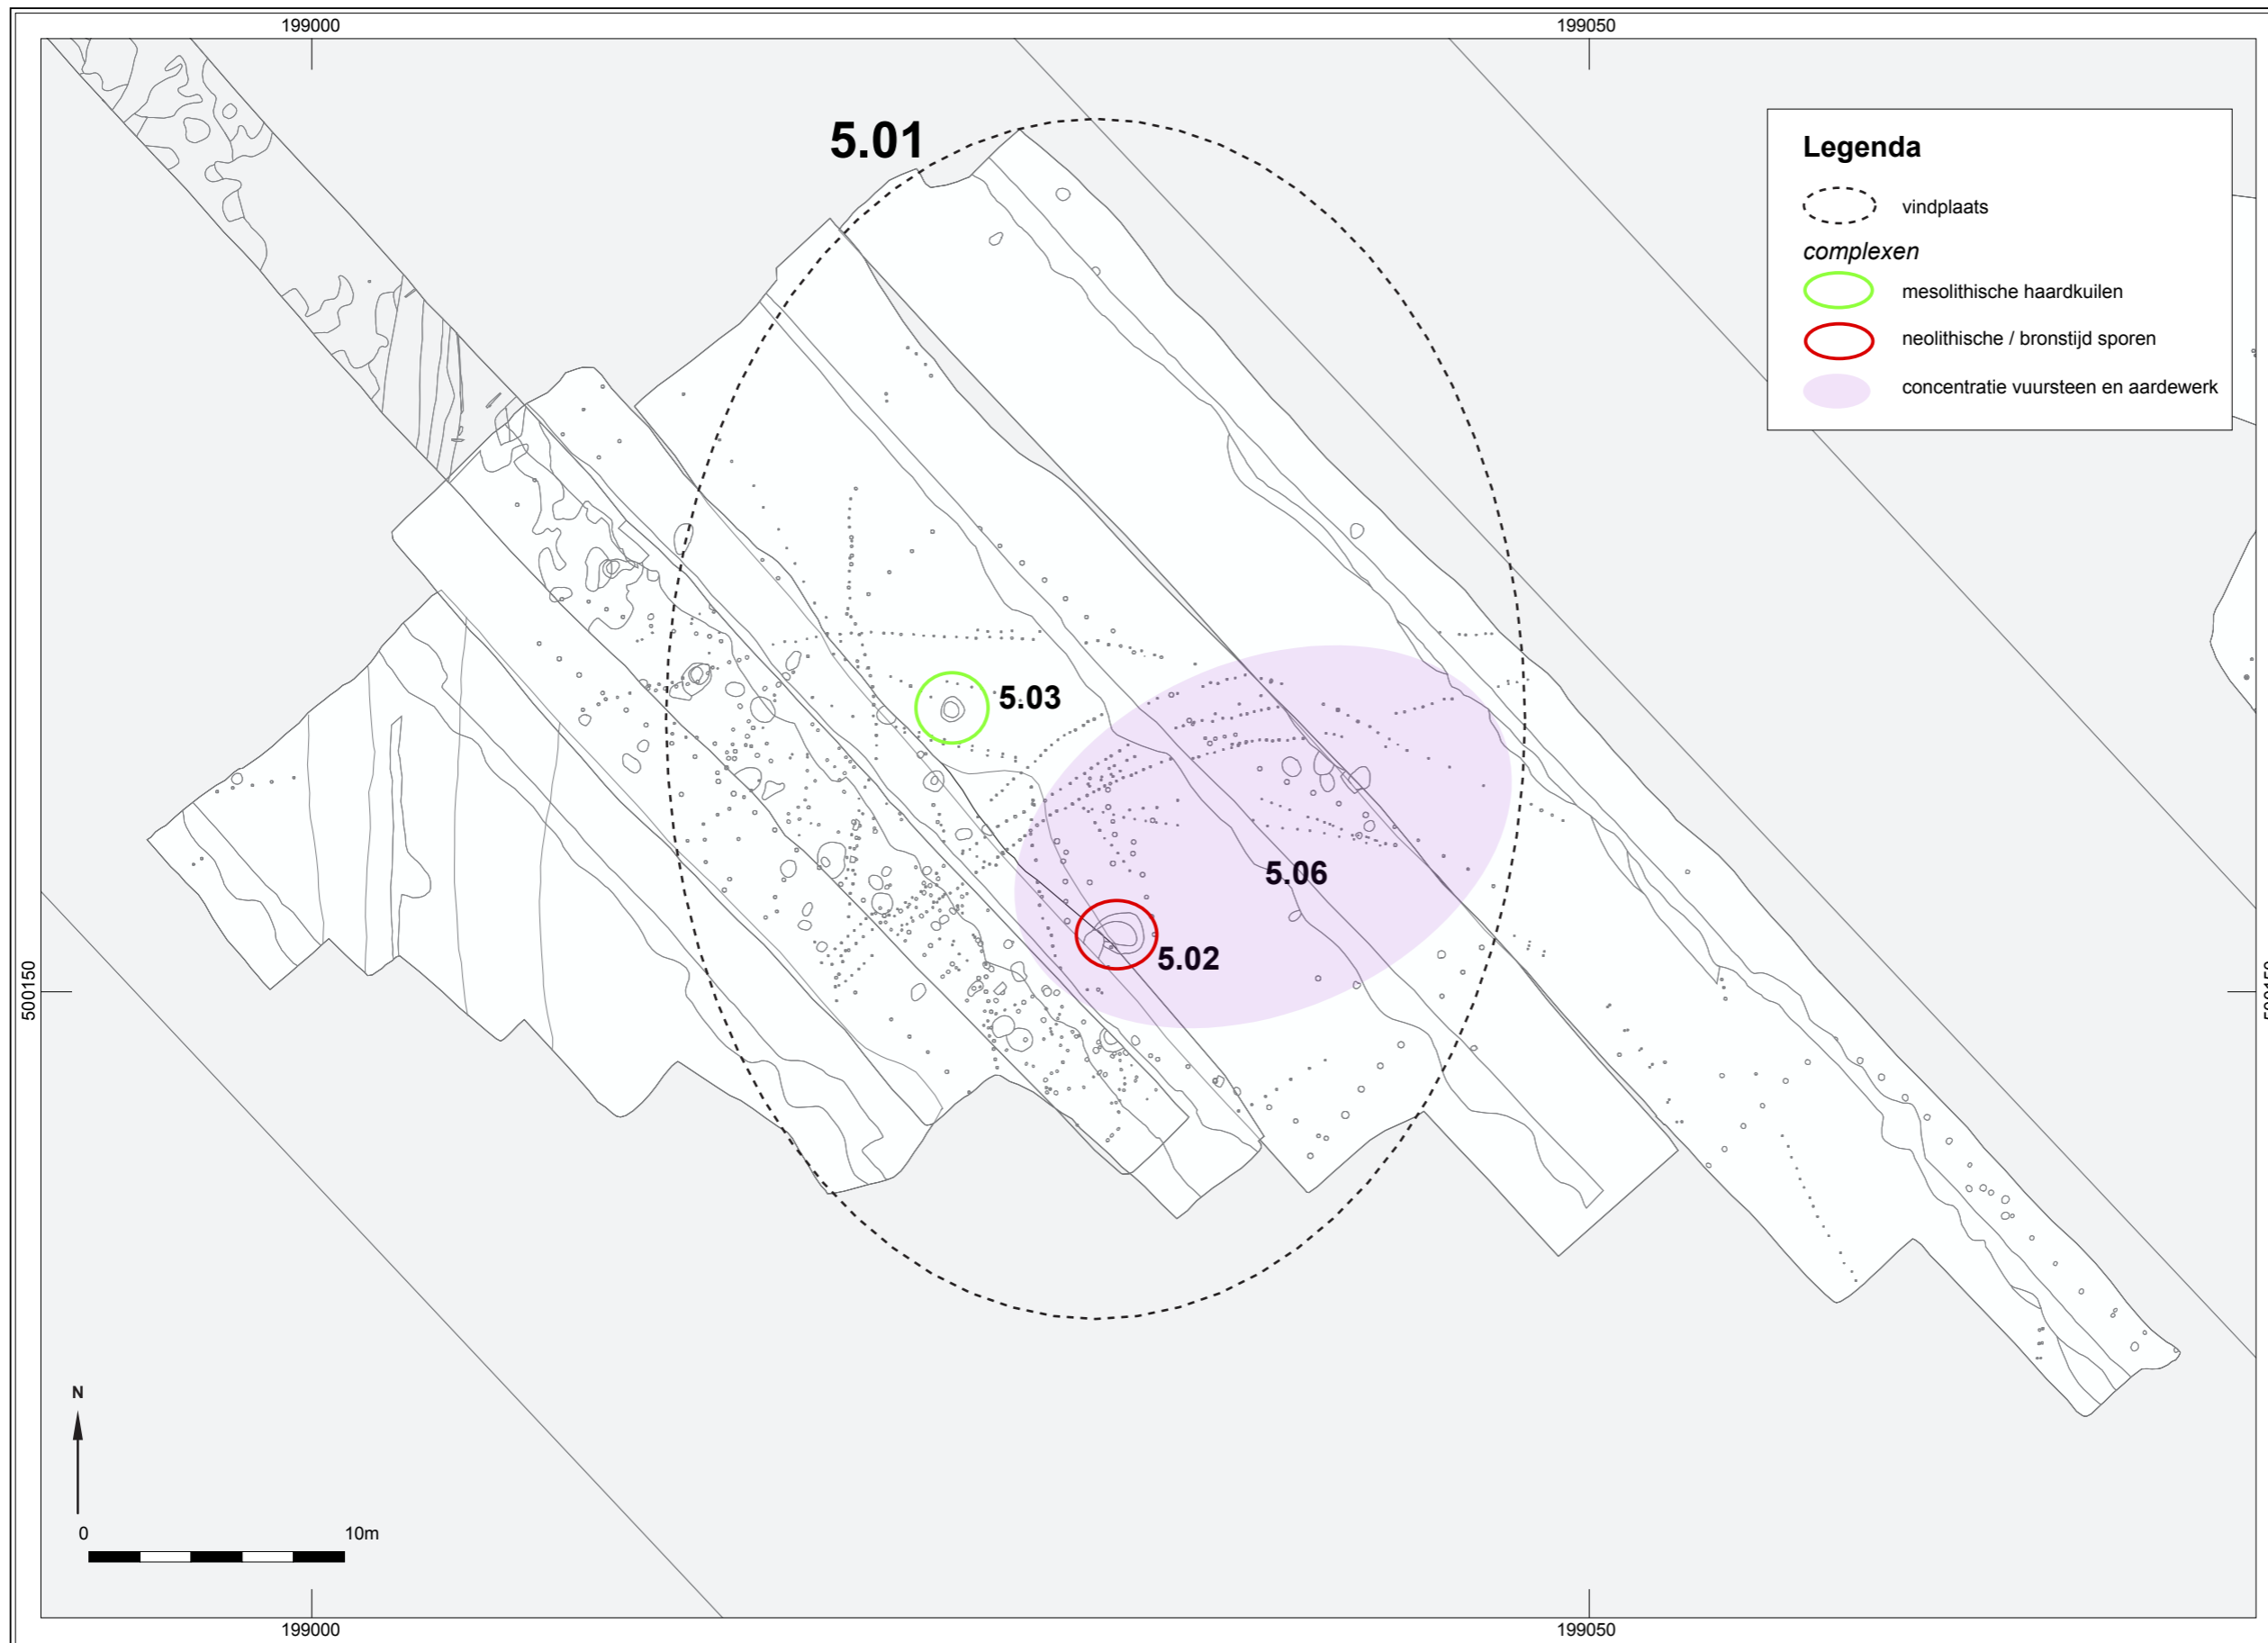 199000
199050
5.01
Legenda
vindplaats
complexen
mesolithische haardkuilen
neolithische / bronstijd sporen
concentratie vuursteen en aardewerk
5.03
5.06
5.02
500150
500150
N
0
10m
199000
199050